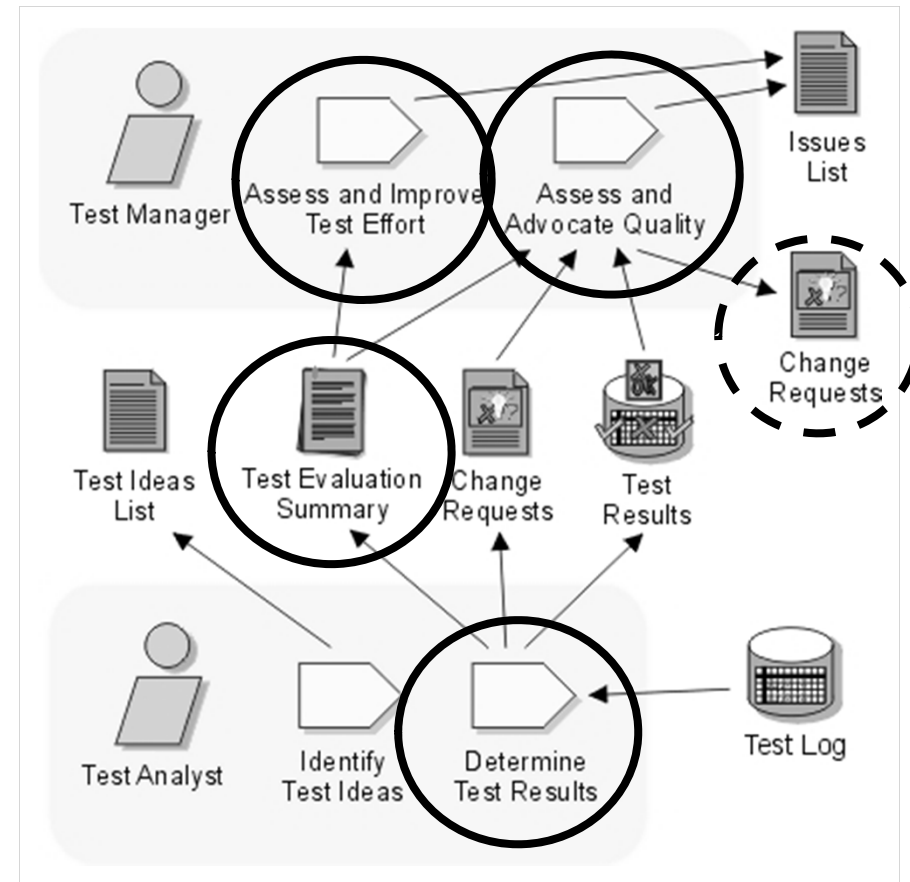 Issues
List
Test Manager
Assess and Improve
Test Effort
Assess and
Advocate Quality
Change
Requests
Test Ideas
List
Test Evaluation
Summary
Change
Requests
Test
Results
OK
Test Analyst
Identify
Test Ideas
Determine
Test Results
Test Log